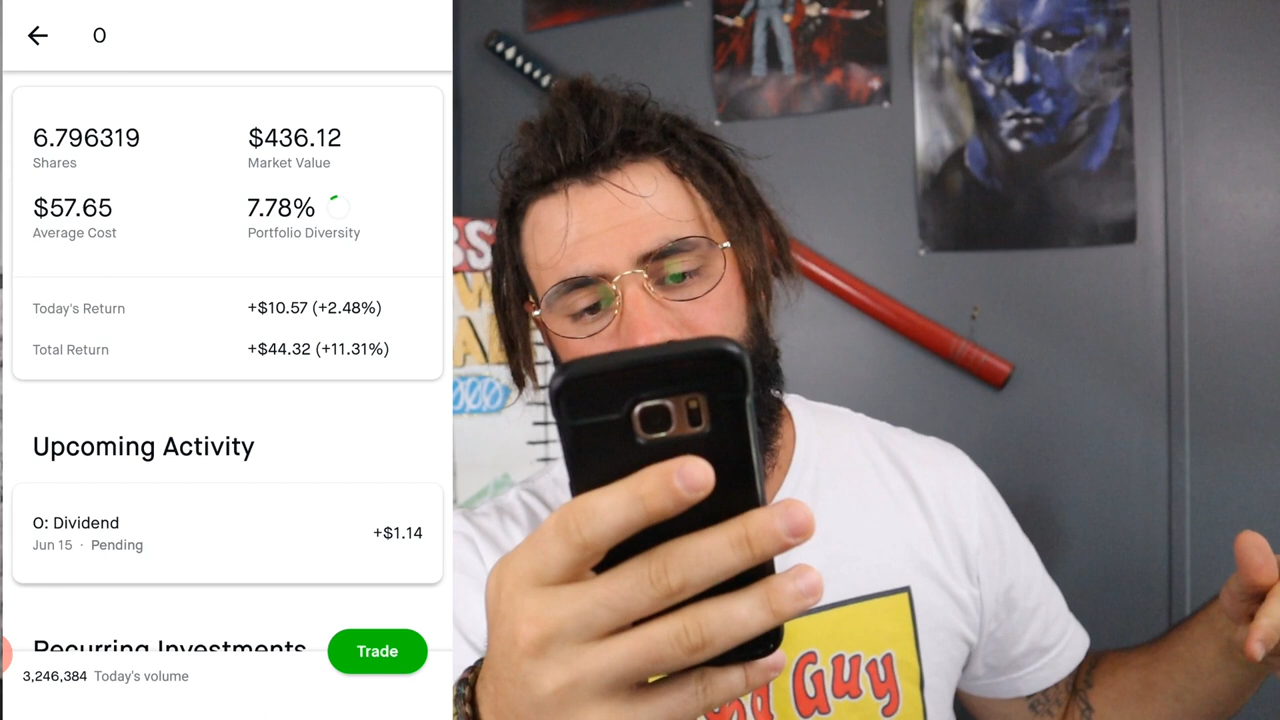 O
6.796319
Shares
$436.12
Market Value
$57.65
Average Cost
7.78%
Portfolio Diversity
Today's Return
+$10.57 (+2.48%)
Total Return
+$44.32 (+11.31%)
Upcoming Activity
O: Dividend
Jun 15 · Pending
+$1.14
Recurring Investments
Trade
3,246,384 Today's volume
Guy